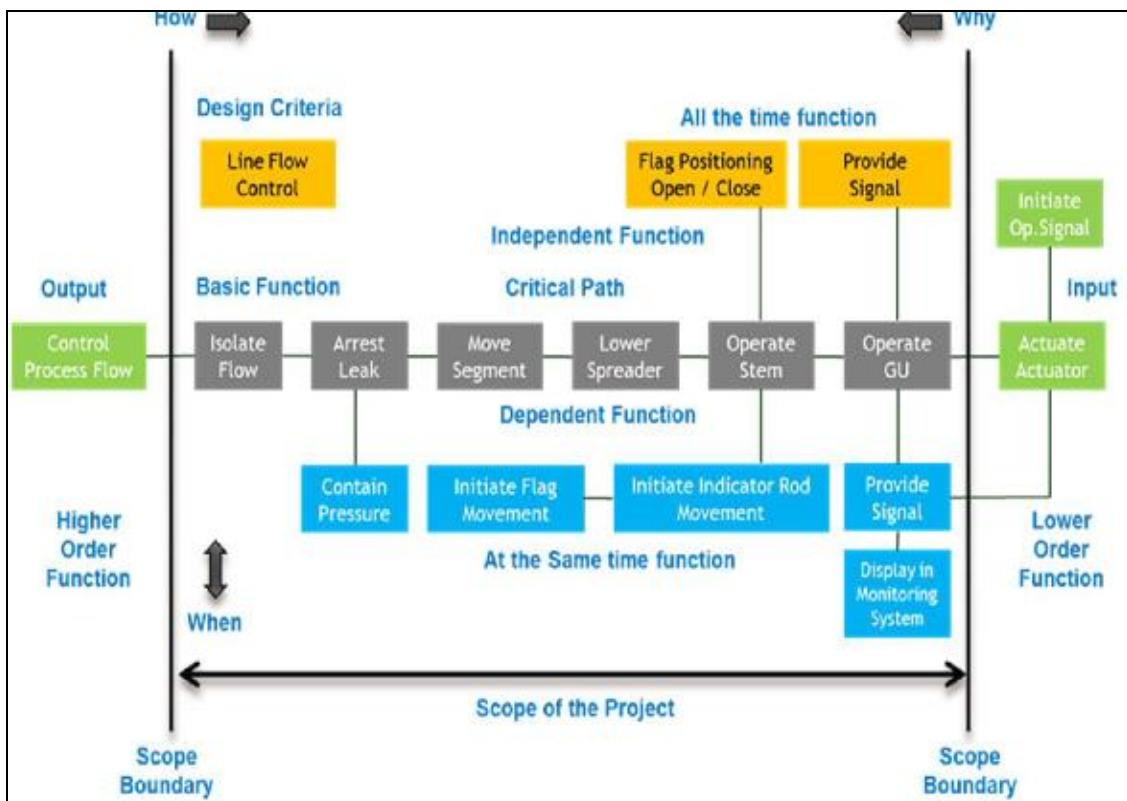 How
Why
Design Criteria
All the time function
Line Flow
Control
Flag Positioning
Open / Close
Provide
Signal
Initiate
Op.Signal
Independent Function
Output
Basic Function
Critical Path
Input
Control
Process Flow
Isolate
Flow
Arrest
Leak
Move
Segment
Lower
Spreader
Operate
Stem
Operate
GU
Actuate
Actuator
Dependent Function
Contain
Pressure
Initiate Flag
Movement
Initiate Indicator Rod
Movement
Provide
Signal
Higher
Order
Function
At the Same time function
Display in
Monitoring
System
Lower
Order
Function
When
Scope of the Project
Scope
Boundary
Scope
Boundary